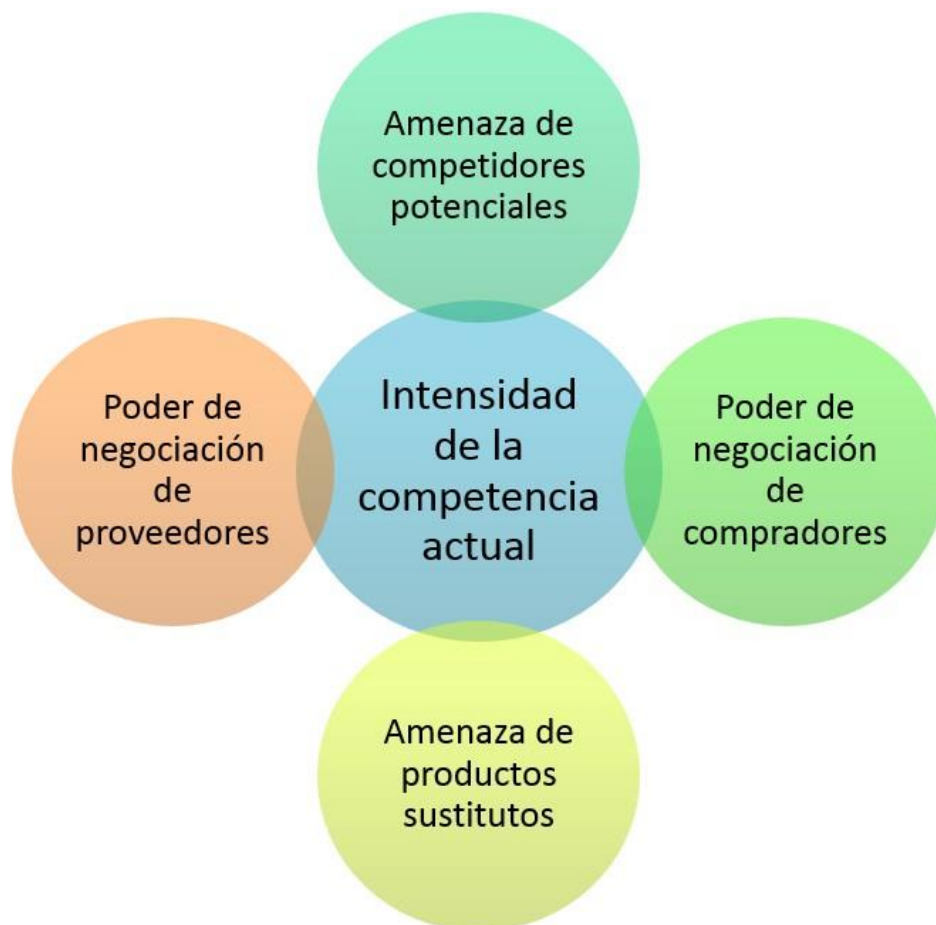 Amenaza de
competidores
potenciales
Poder de
negociación
de
proveedores
Intensidad
de la
competencia
actual
Poder de
negociación
de
compradores
Amenaza de
productos
sustitutos